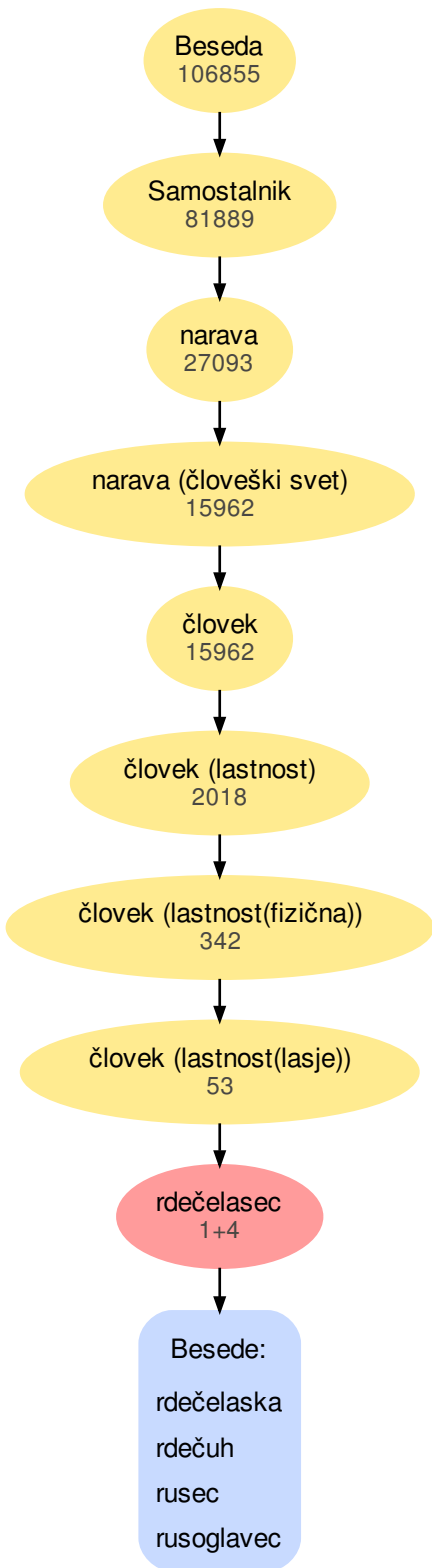 Beseda
106855
Samostalnik
81889
narava
27093
narava (človeški svet)
15962
človek
15962
človek (lastnost)
2018
človek (lastnost(fizična))
342
človek (lastnost(lasje))
53
rdečelasec
1+4
Besede:
rdečelaska
rdečuh
rusec
rusoglavec